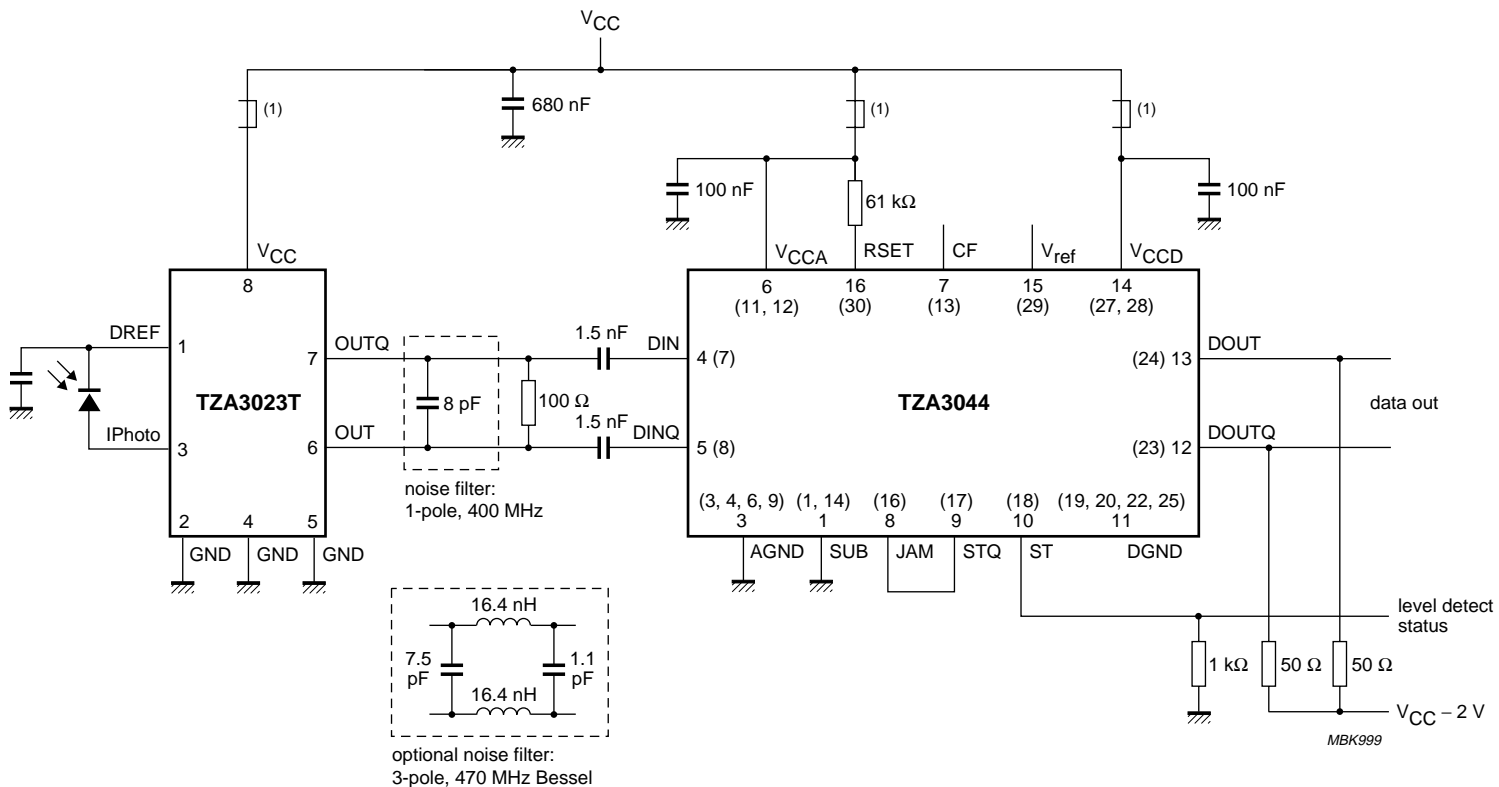 VCC
(1)
680 nF
(1)
(1)
100 nF
61 kΩ
100 nF
VCC
VCCA
RSET
CF
Vref
VCCD
8
6
16
7
15
14
(11, 12)
(30)
(13)
(29)
(27, 28)
DREF
1
OUTQ
7
1.5 nF
DIN
4 (7)
(24) 13
DOUT
TZA3023T
8 pF
100 Ω
TZA3044
data out
1.5 nF
IPhoto
3
OUT
6
DINQ
5 (8)
(23) 12
DOUTQ
noise filter:
1-pole, 400 MHz
(3, 4, 6, 9)
(1, 14)
(16)
(17)
(18)
(19, 20, 22, 25)
2
4
5
3
1
8
9
10
11
GND
GND
GND
AGND
SUB
JAM
STQ
ST
DGND
16.4 nH
7.5
pF
1.1
pF
16.4 nH
level detect
status
1 kΩ
50 Ω
50 Ω
VCC − 2 V
MBK999
optional noise filter:
3-pole, 470 MHz Bessel